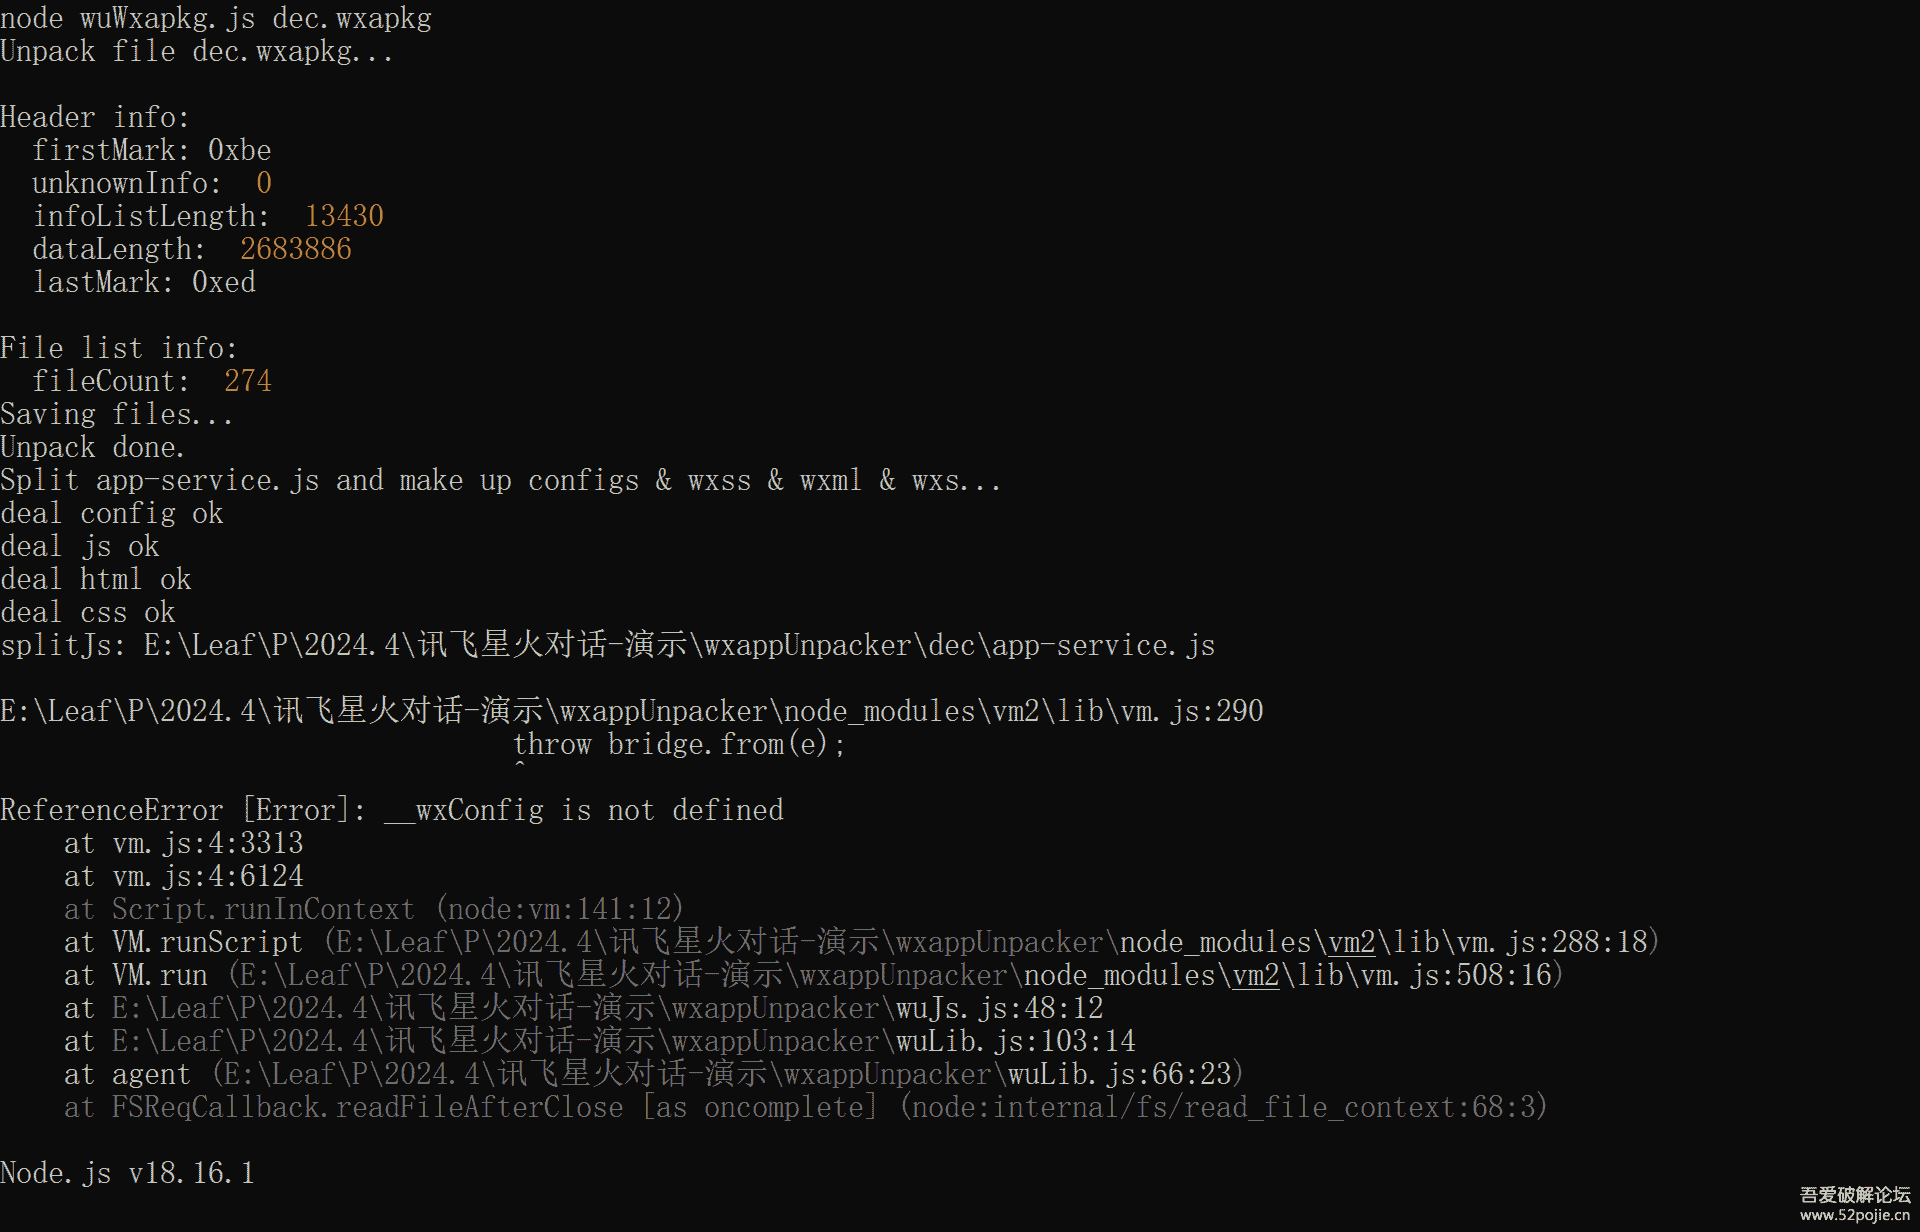 node wuWxapkg.js dec.wxapkg
Unpack file dec.wxapkg...
Header info:
  firstMark: 0xbe
  unknownInfo:  0
  infoListLength:  13430
  dataLength:  2683886
  lastMark: 0xed
File list info:
  fileCount:  274
Saving files...
Unpack done.
Split app-service.js and make up configs & wxss & wxml & wxs...
deal config ok
deal js ok
deal html ok
deal css ok
splitJs: E:\Leaf\P\2024.4\讯飞星火对话-演示\wxappUnpacker\dec\app-service.js
E:\Leaf\P\2024.4\讯飞星火对话-演示\wxappUnpacker\node_modules\vm2\lib\vm.js:290
                                throw bridge.from(e);
                                ^
ReferenceError [Error]: __wxConfig is not defined
    at vm.js:4:3313
    at vm.js:4:6124
    at Script.runInContext (node:vm:141:12)
    at VM.runScript (E:\Leaf\P\2024.4\讯飞星火对话-演示\wxappUnpacker\node_modules\vm2\lib\vm.js:288:18)
    at VM.run (E:\Leaf\P\2024.4\讯飞星火对话-演示\wxappUnpacker\node_modules\vm2\lib\vm.js:508:16)
    at E:\Leaf\P\2024.4\讯飞星火对话-演示\wxappUnpacker\wuJs.js:48:12
    at E:\Leaf\P\2024.4\讯飞星火对话-演示\wxappUnpacker\wuLib.js:103:14
    at agent (E:\Leaf\P\2024.4\讯飞星火对话-演示\wxappUnpacker\wuLib.js:66:23)
    at FSReqCallback.readFileAfterClose [as oncomplete] (node:internal/fs/read_file_context:68:3)
Node.js v18.16.1
吾爱破解论坛
www.52pojie.cn